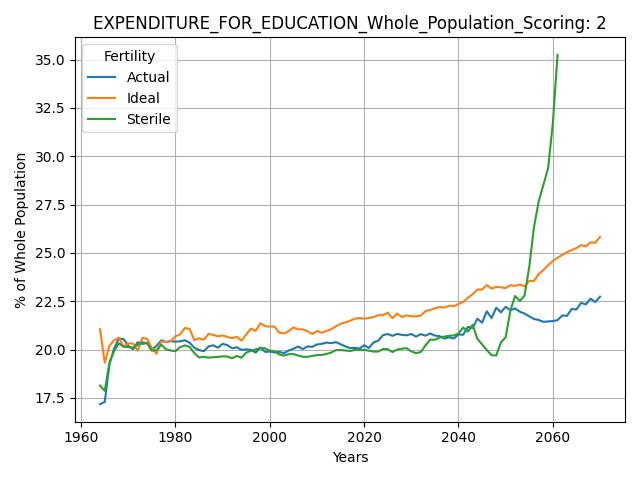 EXPENDITURE_FOR_EDUCATION_Whole_Population_Scoring: 2
Fertility
Actual
Ideal
Sterile
% of Whole Population
35.0
32.5
30.0
27.5
25.0
22.5
20.0
17.5
1960
1980
2000
2020
2040
2060
Years